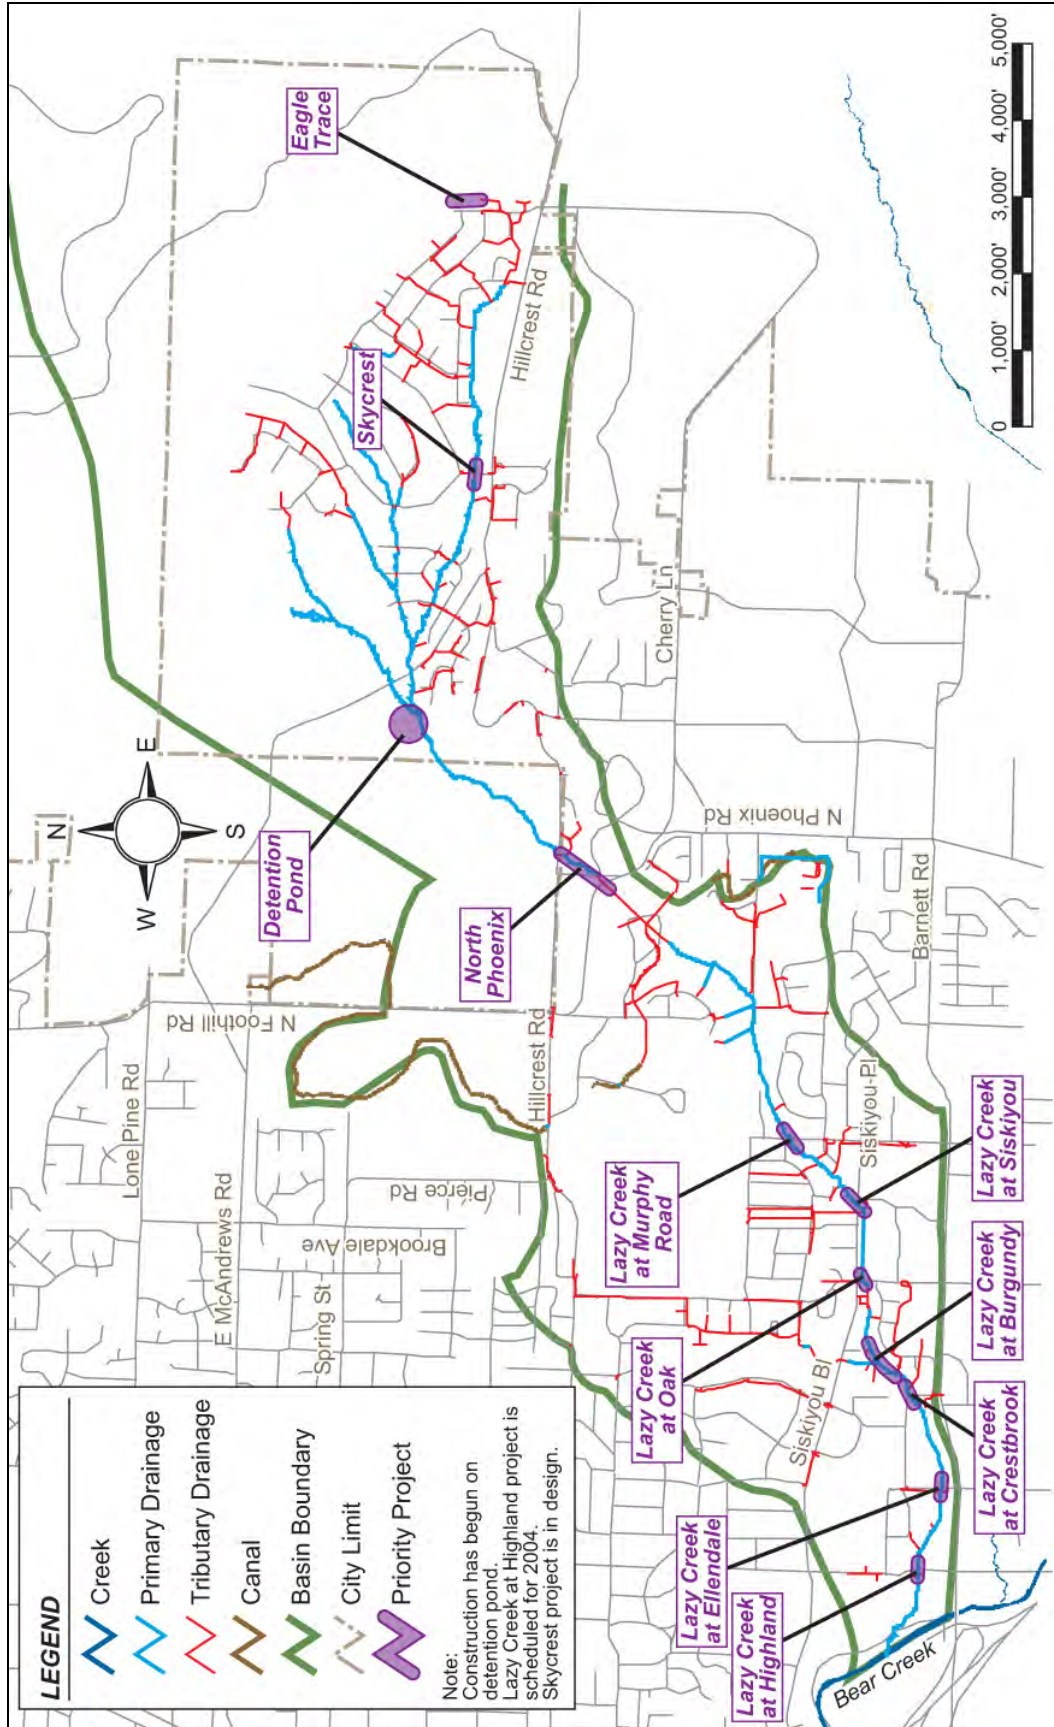 LEGEND
Creek
Primary Drainage
Tributary Drainage
Canal
Basin Boundary
City Limit
Priority Project
Note:
Construction has begun on
detention pond.
Lazy Creek at Highland project is
scheduled for 2004.
Skycrest project is in design.
Lone Pine Rd
E McAndrews Rd
Spring St
Brookdale Ave
Pierce Rd
N Foothill Rd
Hillcrest Rd
N
W
E
S
Detention
Pond
North
Phoenix
Skycrest
Eagle
Trace
Hillcrest Rd
Cherry Ln
N Phoenix Rd
Barnett Rd
Siskiyou Pl
Siskiyou Bl
Lazy Creek
at Murphy
Road
Lazy Creek
at Oak
Lazy Creek
at Ellendale
Lazy Creek
at Highland
Lazy Creek
at Siskiyou
Lazy Creek
at Burgundy
Lazy Creek
at Crestbrook
Bear Creek
0 1,000' 2,000' 3,000' 4,000' 5,000'